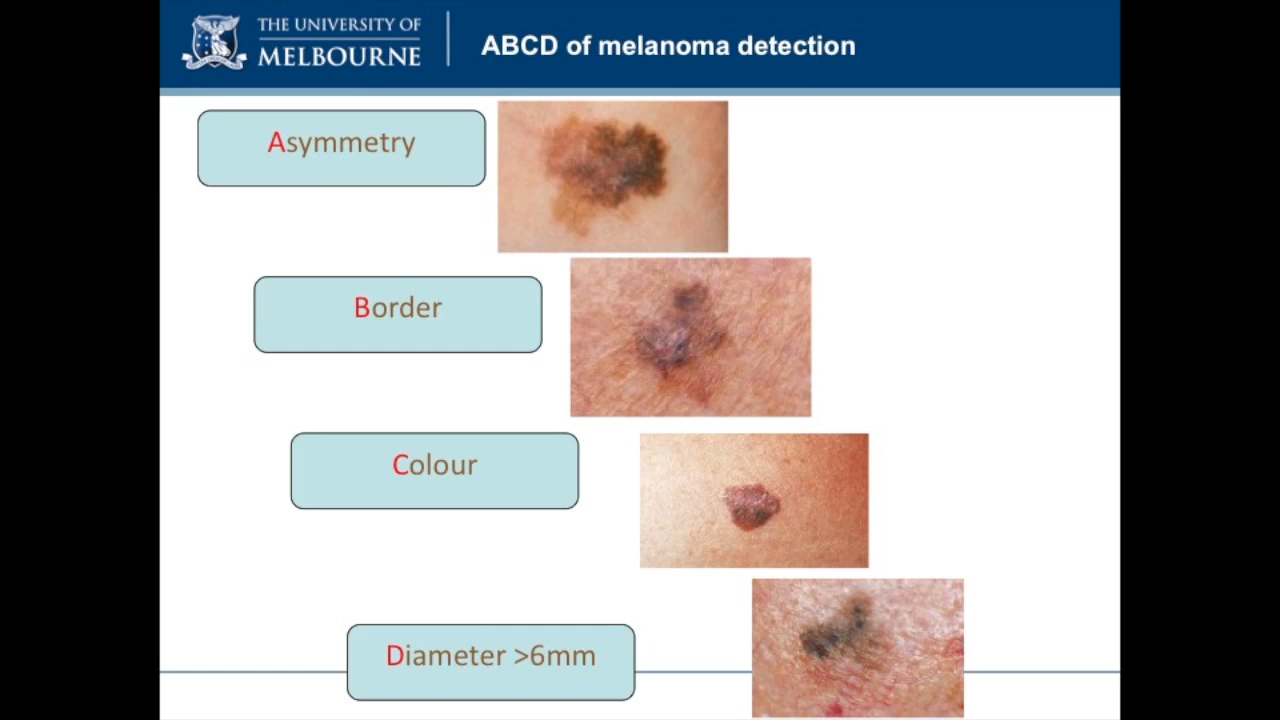 THE UNIVERSITY OF
MELBOURNE
ABCD of melanoma detection
Asymmetry
Border
Colour
Diameter >6mm